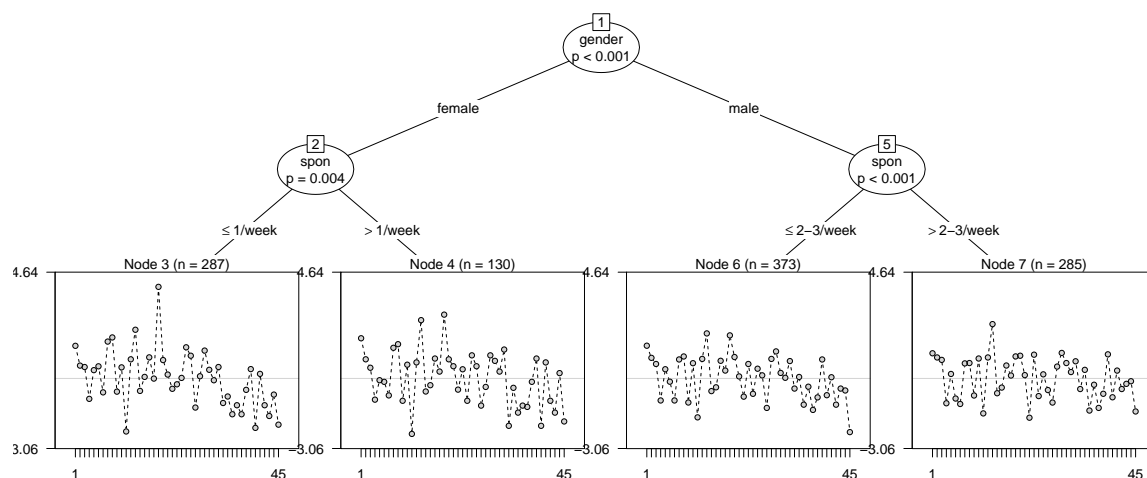 1
gender
p < 0.001
female
male
2
spon
p = 0.004
5
spon
p < 0.001
≤ 1/week
> 1/week
≤ 2−3/week
> 2−3/week
Node 3 (n = 287)
Node 4 (n = 130)
Node 6 (n = 373)
Node 7 (n = 285)
4.64
4.64
4.64
4.64
3.06
−3.06
−3.06
−3.06
1
45
1
45
1
45
1
45